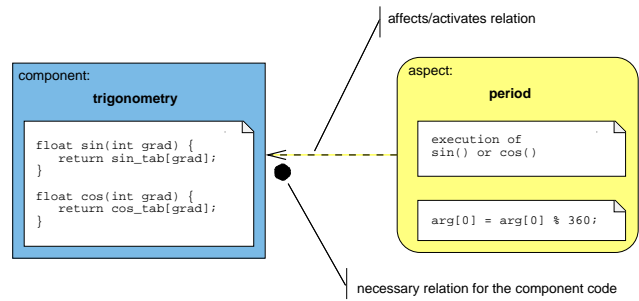 affects/activates relation
component:
trigonometry
float sin(int grad) {
   return sin_tab[grad];
}
float cos(int grad) {
   return cos_tab[grad];
}
aspect:
period
execution of
sin() or cos()
arg[0] = arg[0] % 360;
necessary relation for the component code